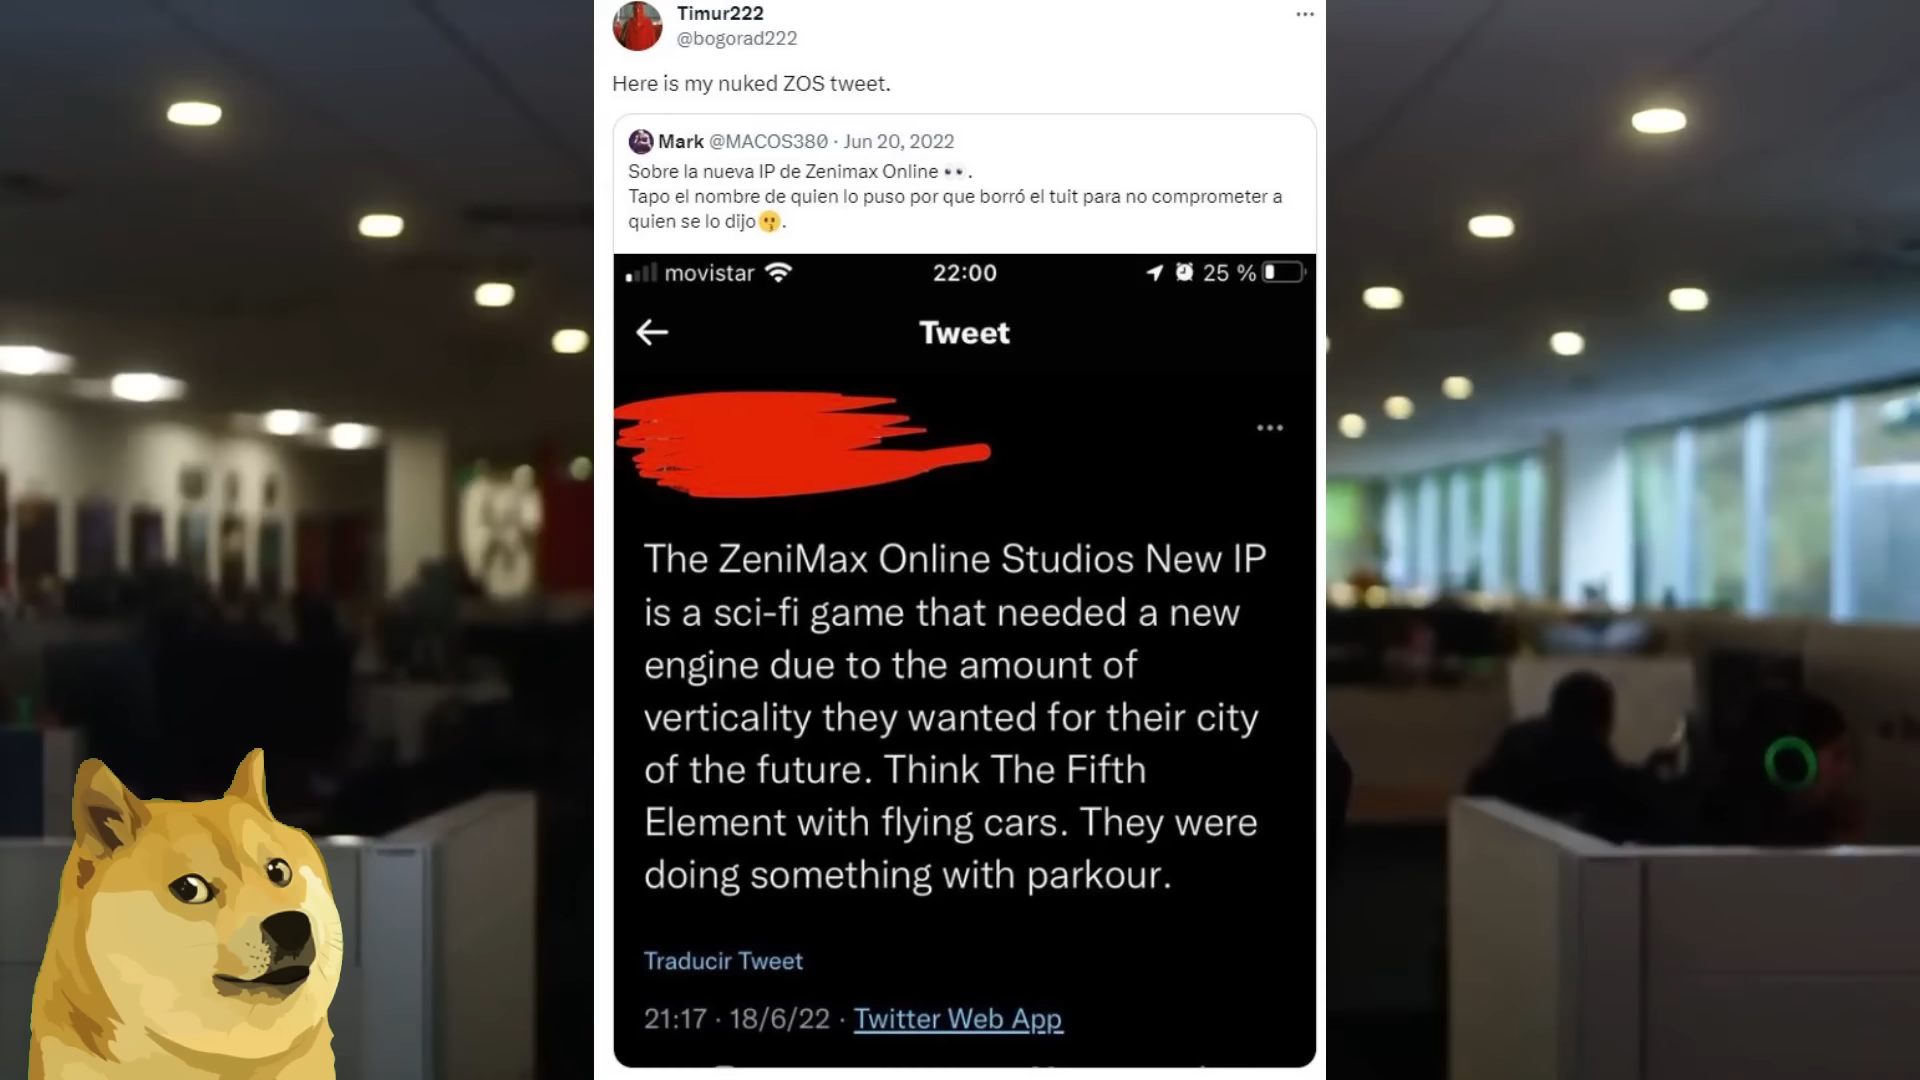 Timur222
@bogorad222
Here is my nuked ZOS tweet.
Mark @MACOS380 · Jun 20, 2022
Sobre la nueva IP de Zenimax Online 👀.
Tapo el nombre de quien lo puso por que borró el tuit para no comprometer a
quien se lo dijo🤫.
movistar 22:00 25 %
Tweet
The ZeniMax Online Studios New IP
is a sci-fi game that needed a new
engine due to the amount of
verticality they wanted for their city
of the future. Think The Fifth
Element with flying cars. They were
doing something with parkour.
Traducir Tweet
21:17 · 18/6/22 · Twitter Web App